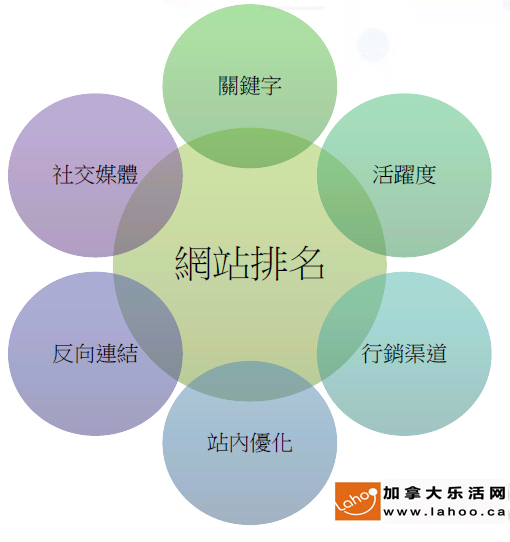 關鍵字
社交媒體
活躍度
網站排名
反向連結
行銷渠道
站內優化
Lahoo
加拿大乐活网
www.lahoo.ca